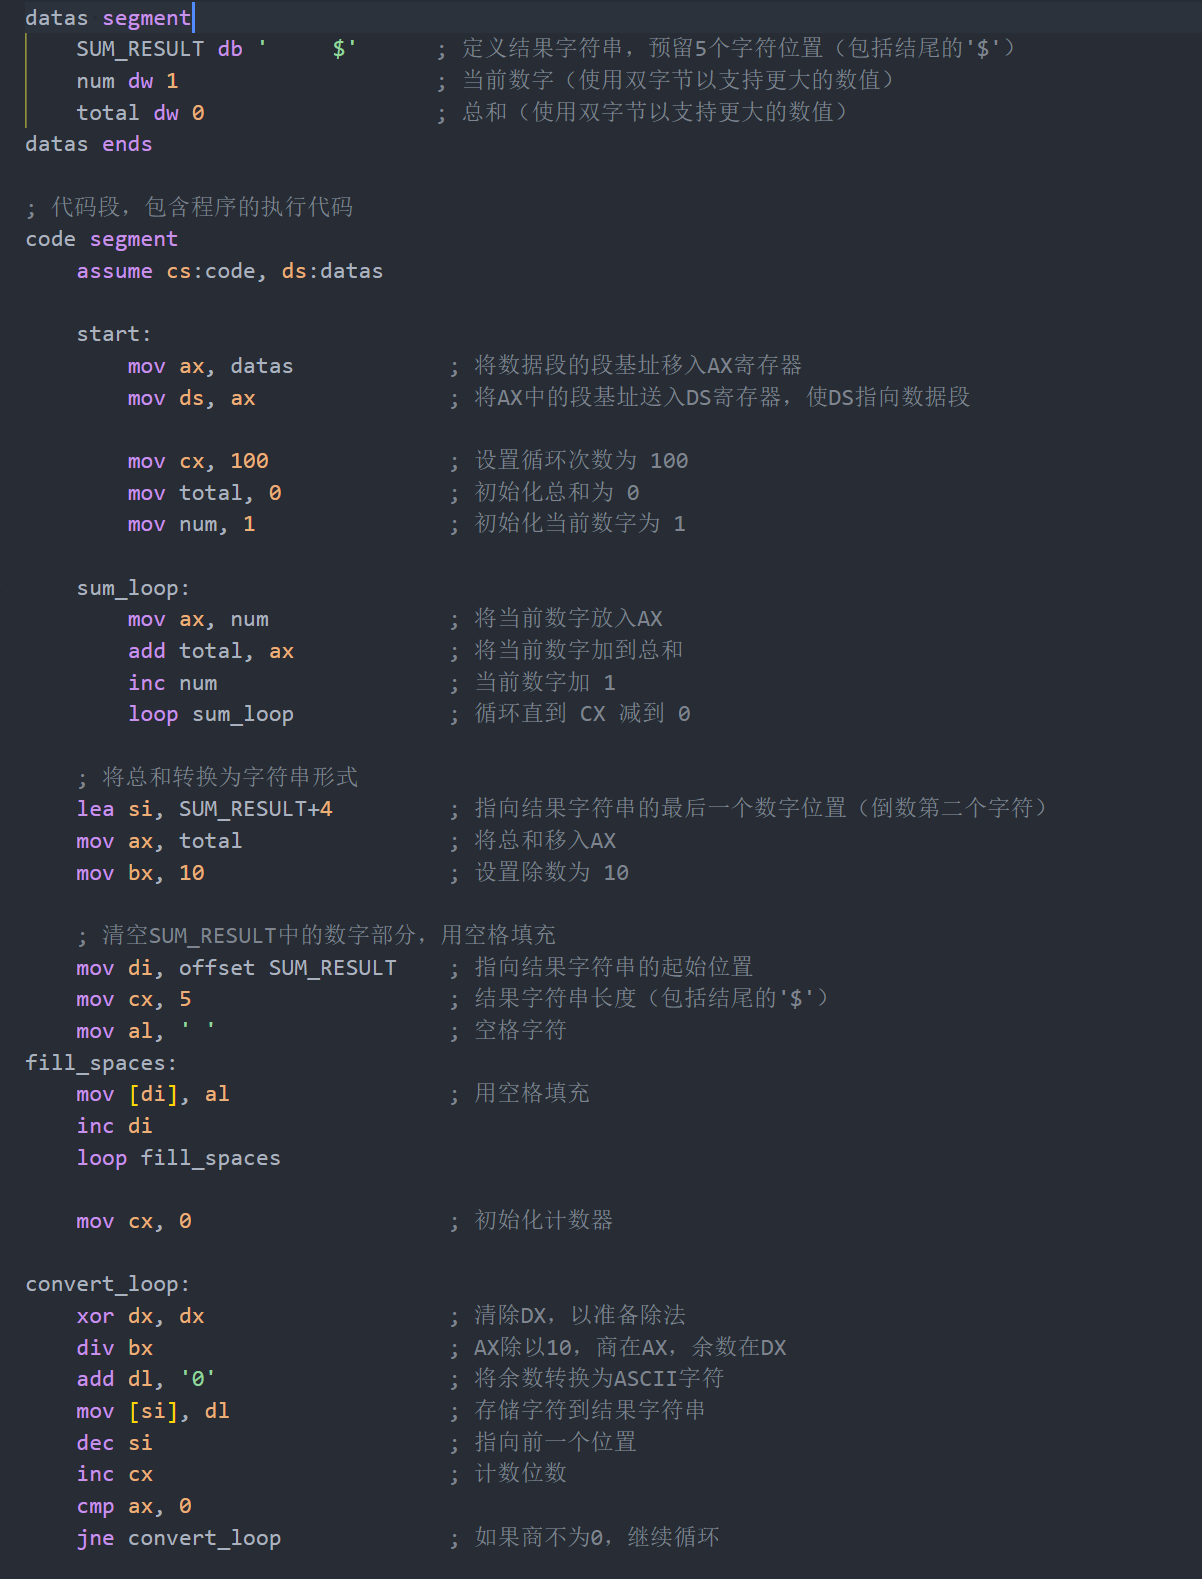 datas segment
    SUM_RESULT db '     $'      ; 定义结果字符串，预留5个字符位置（包括结尾的'$'）
    num dw 1                    ; 当前数字（使用双字节以支持更大的数值）
    total dw 0                  ; 总和（使用双字节以支持更大的数值）
datas ends

; 代码段，包含程序的执行代码
code segment
    assume cs:code, ds:datas

    start:
        mov ax, datas            ; 将数据段的段基址移入AX寄存器
        mov ds, ax               ; 将AX中的段基址送入DS寄存器，使DS指向数据段

        mov cx, 100              ; 设置循环次数为 100
        mov total, 0             ; 初始化总和为 0
        mov num, 1               ; 初始化当前数字为 1

    sum_loop:
        mov ax, num              ; 将当前数字放入AX
        add total, ax            ; 将当前数字加到总和
        inc num                  ; 当前数字加 1
        loop sum_loop            ; 循环直到 CX 减到 0

    ; 将总和转换为字符串形式
    lea si, SUM_RESULT+4         ; 指向结果字符串的最后一个数字位置（倒数第二个字符）
    mov ax, total                ; 将总和移入AX
    mov bx, 10                   ; 设置除数为 10

    ; 清空SUM_RESULT中的数字部分，用空格填充
    mov di, offset SUM_RESULT    ; 指向结果字符串的起始位置
    mov cx, 5                    ; 结果字符串长度（包括结尾的'$'）
    mov al, ' '                  ; 空格字符
fill_spaces:
    mov [di], al                 ; 用空格填充
    inc di
    loop fill_spaces

    mov cx, 0                    ; 初始化计数器

convert_loop:
    xor dx, dx                   ; 清除DX，以准备除法
    div bx                       ; AX除以10，商在AX，余数在DX
    add dl, '0'                  ; 将余数转换为ASCII字符
    mov [si], dl                 ; 存储字符到结果字符串
    dec si                       ; 指向前一个位置
    inc cx                       ; 计数位数
    cmp ax, 0
    jne convert_loop             ; 如果商不为0，继续循环